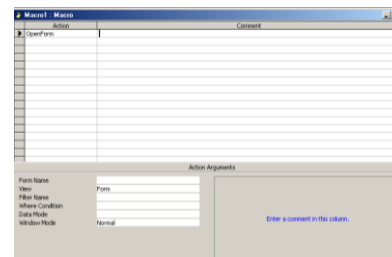 Macro1 : Macro
Action Comment
OpenForm
Action Arguments
Form Name
View Form
Filter Name
Where Condition
Data Mode
Window Mode Normal
Enter a comment in this column.